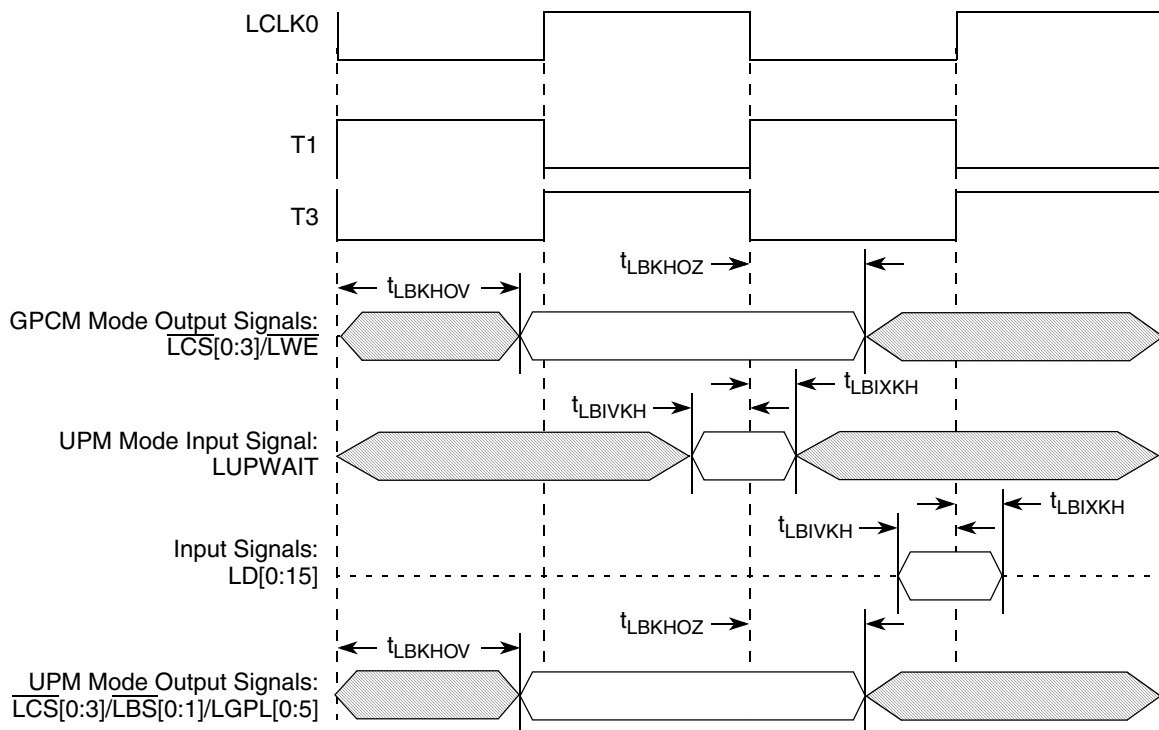 LCLK0
T1
T3
tLBKHOZ
tLBKHOV
GPCM Mode Output Signals:
LCS[0:3]/LWE
tLBIXKH
tLBIVKH
UPM Mode Input Signal:
LUPWAIT
tLBIXKH
tLBIVKH
Input Signals:
LD[0:15]
tLBKHOZ
tLBKHOV
UPM Mode Output Signals:
LCS[0:3]/LBS[0:1]/LGPL[0:5]